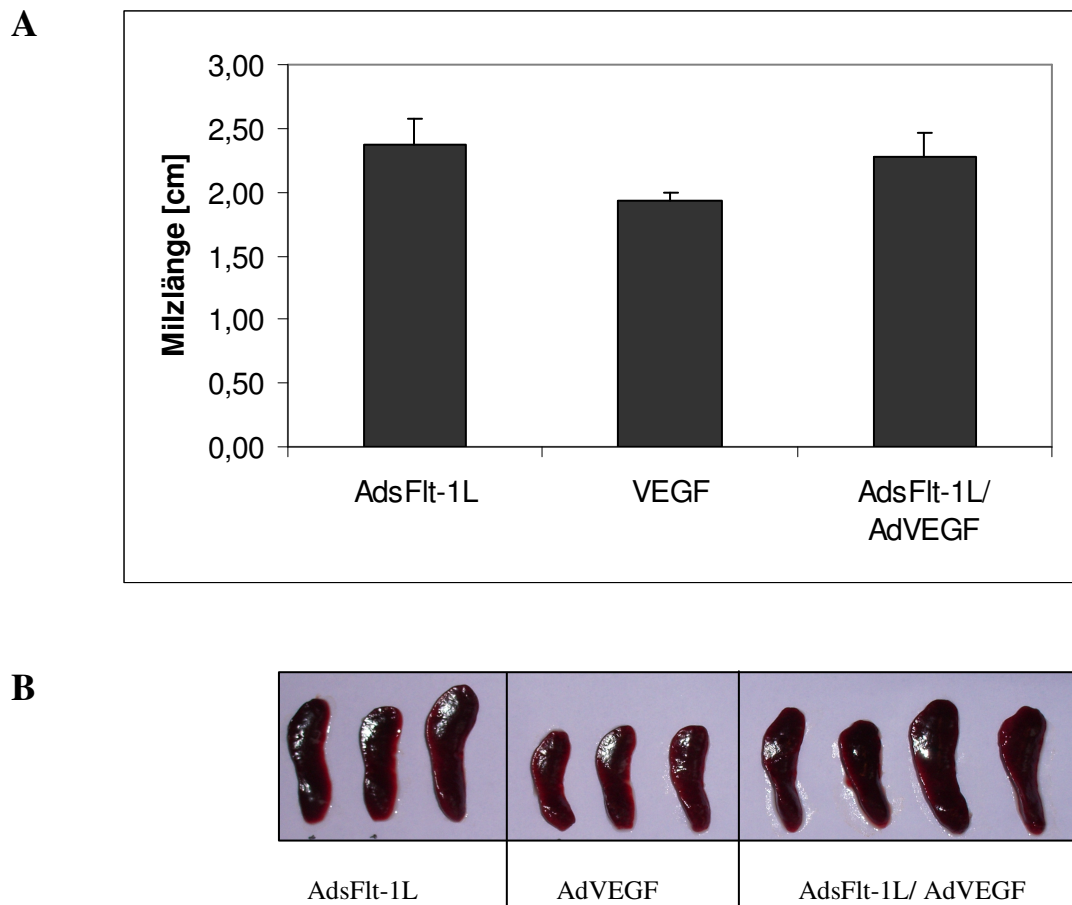 A
3,00
2,50
2,00
1,50
1,00
0,50
0,00
Milzlänge [cm]
AdsFlt-1L
VEGF
AdsFlt-1L/
AdVEGF
B
AdsFlt-1L
AdVEGF
AdsFlt-1L/ AdVEGF